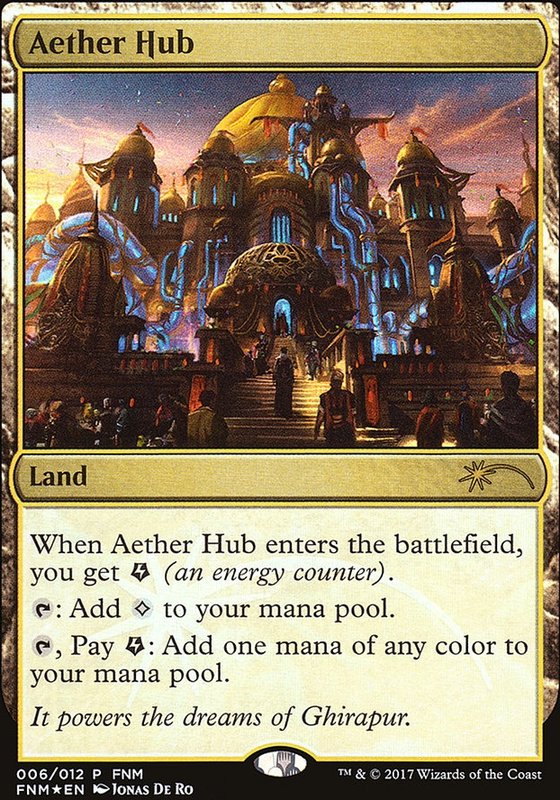 Aether Hub
Land
When Aether Hub enters the battlefield,
you get (an energy counter).
: Add to your mana pool.
, Pay : Add one mana of any color to
your mana pool.
It powers the dreams of Ghirapur.
006/012 P FNM
FNM★EN Jonas De Ro
™ & © 2017 Wizards of the Coast